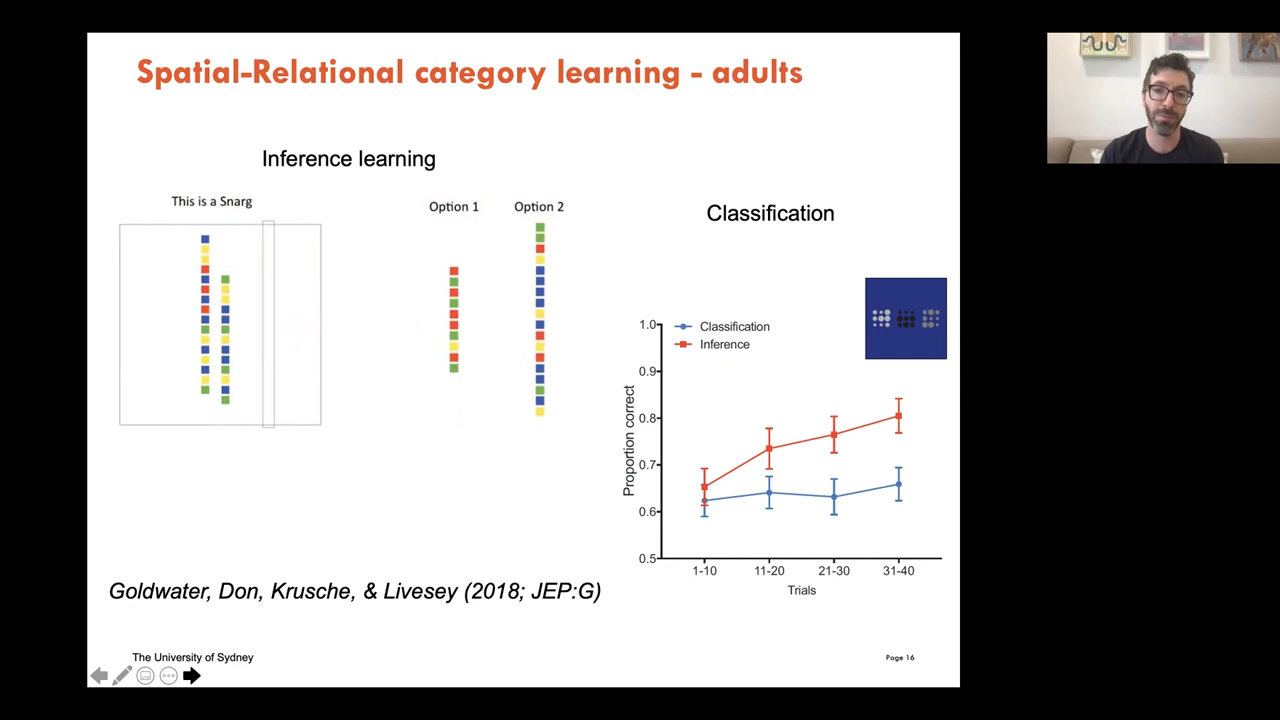 Spatial-Relational category learning - adults
Inference learning
This is a Snarg
Option 1
Option 2
Classification
Classification
Inference
Proportion correct
1.0
0.9
0.8
0.7
0.6
0.5
1-10
11-20
21-30
31-40
Trials
Goldwater, Don, Krusche, & Livesey (2018; JEP:G)
The University of Sydney
Page 16